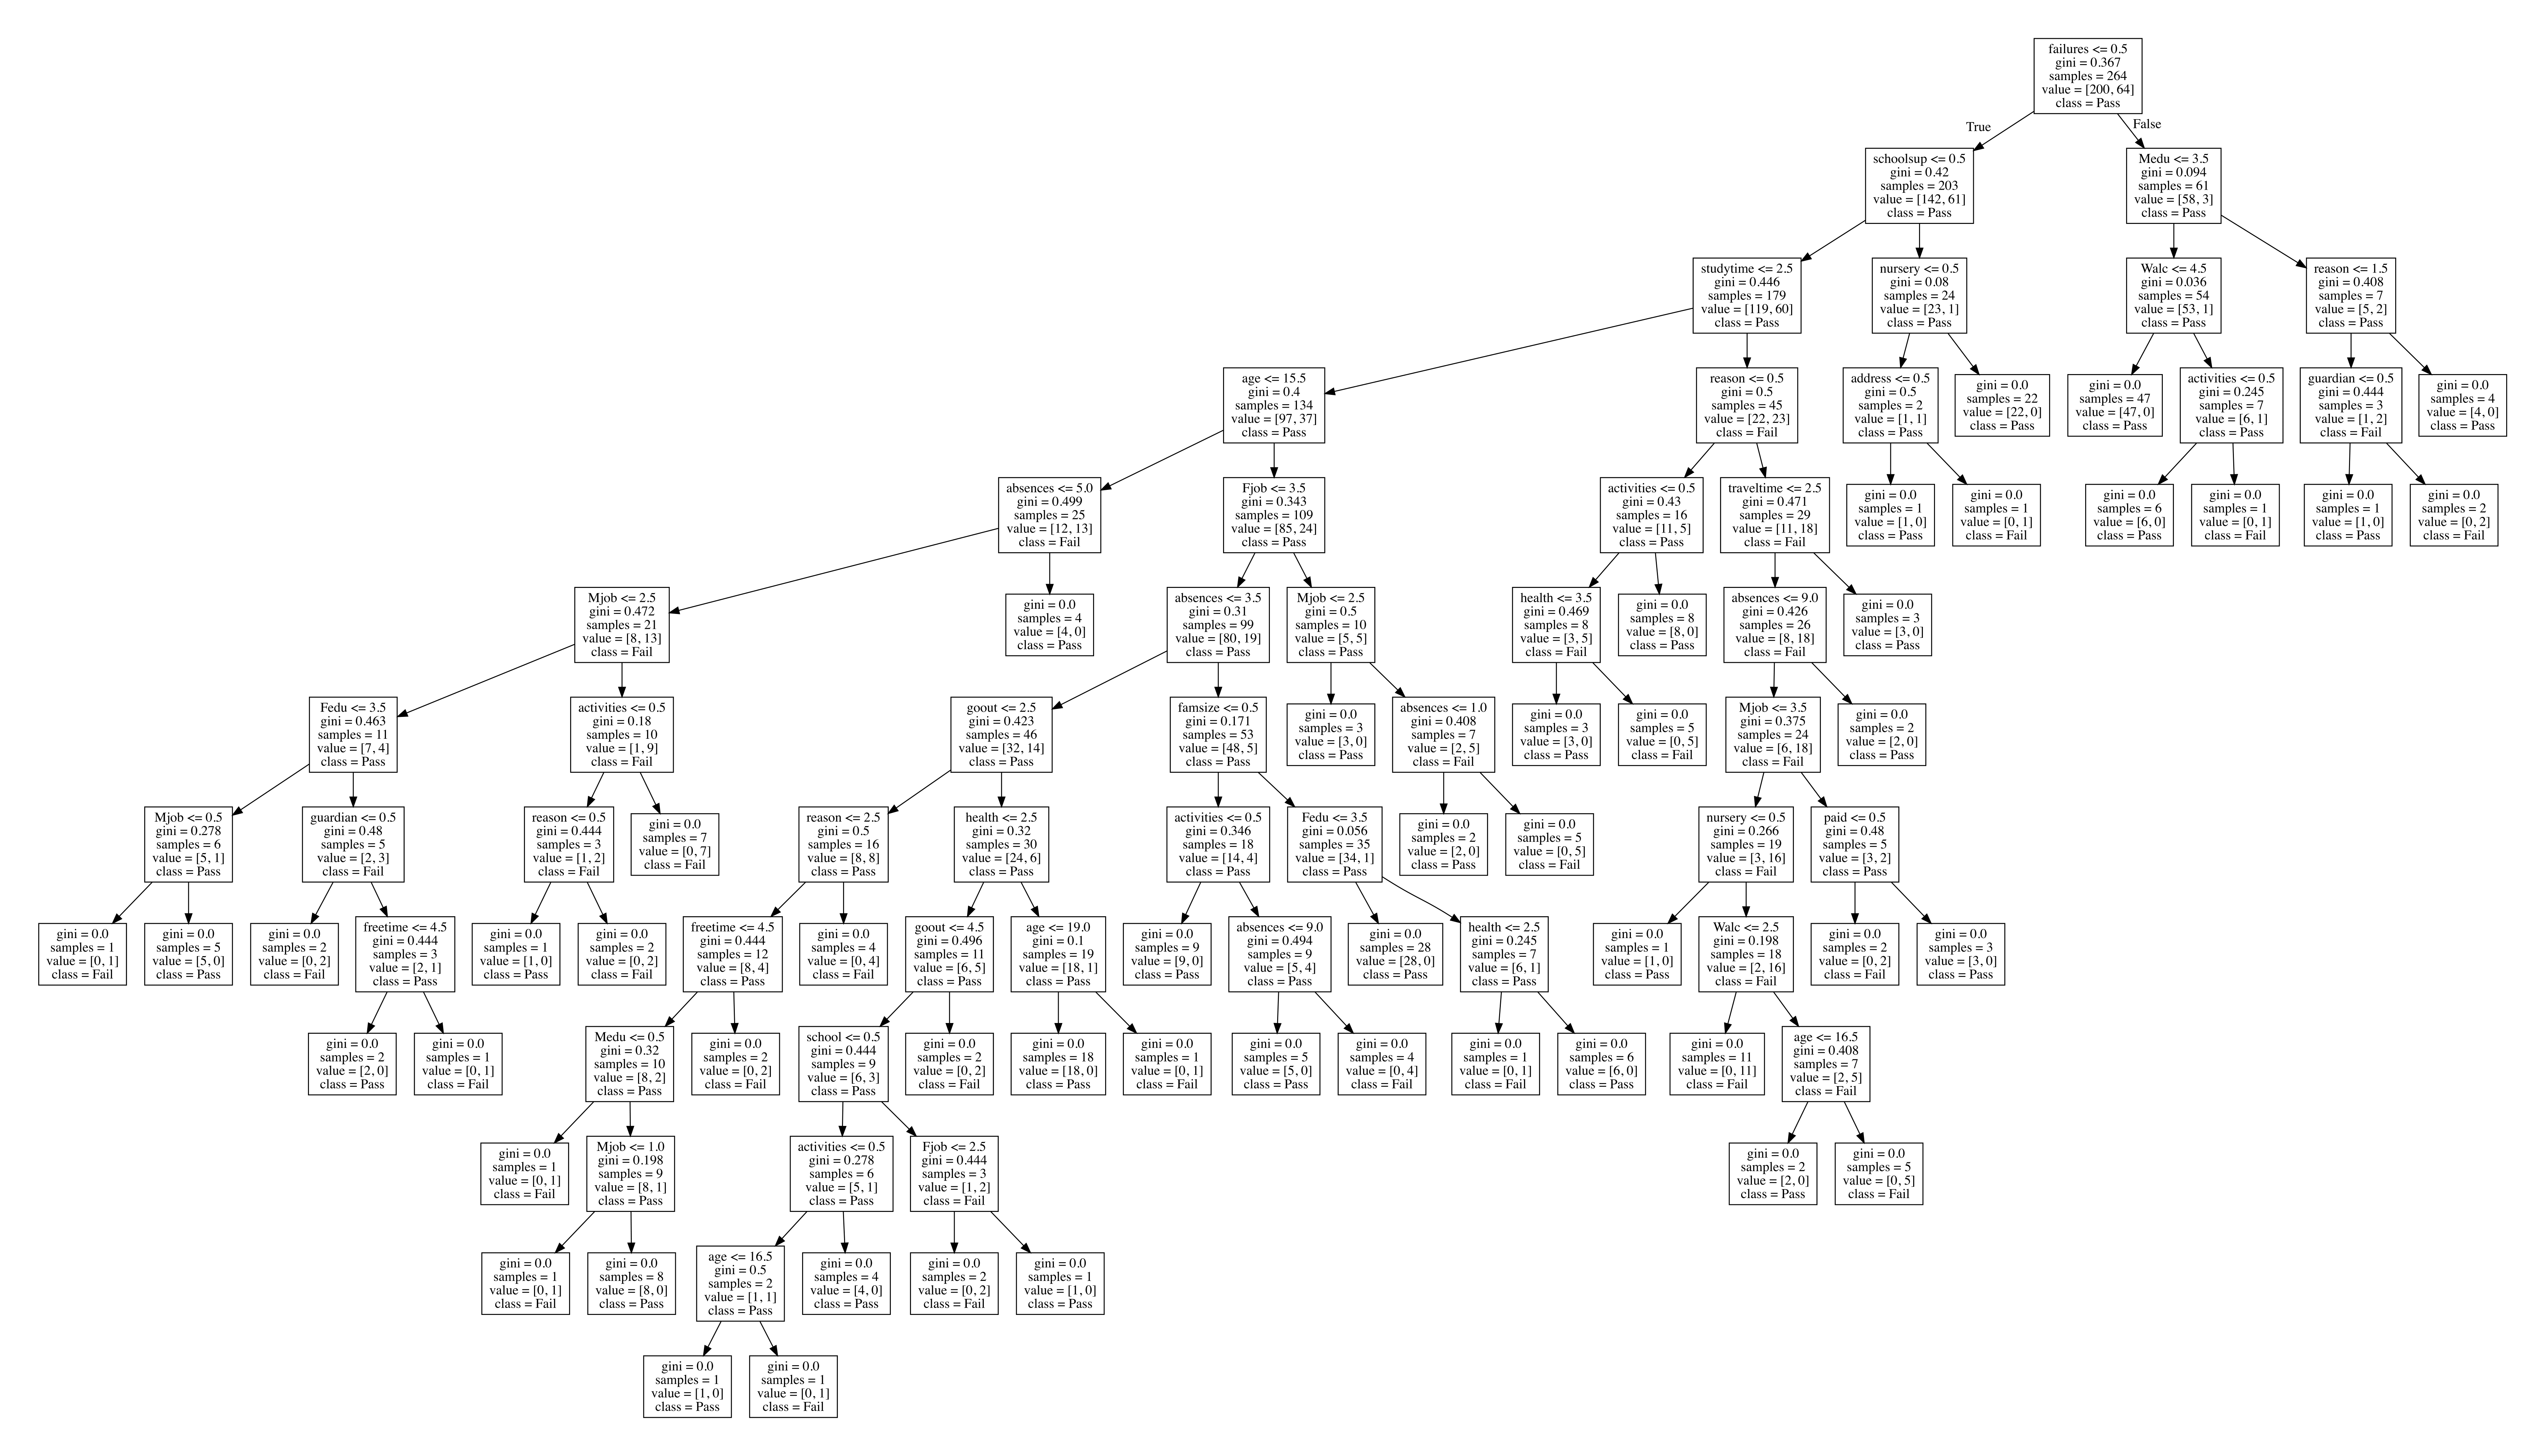 failures <= 0.5
gini = 0.367
samples = 264
value = [200, 64]
class = Pass
True
False
schoolsup <= 0.5
gini = 0.42
samples = 203
value = [142, 61]
class = Pass
Medu <= 3.5
gini = 0.094
samples = 61
value = [58, 3]
class = Pass
studytime <= 2.5
gini = 0.446
samples = 179
value = [119, 60]
class = Pass
nursery <= 0.5
gini = 0.08
samples = 24
value = [23, 1]
class = Pass
Walc <= 4.5
gini = 0.036
samples = 54
value = [53, 1]
class = Pass
reason <= 1.5
gini = 0.408
samples = 7
value = [5, 2]
class = Pass
age <= 15.5
gini = 0.4
samples = 134
value = [97, 37]
class = Pass
reason <= 0.5
gini = 0.5
samples = 45
value = [22, 23]
class = Fail
address <= 0.5
gini = 0.5
samples = 2
value = [1, 1]
class = Pass
gini = 0.0
samples = 22
value = [22, 0]
class = Pass
gini = 0.0
samples = 47
value = [47, 0]
class = Pass
activities <= 0.5
gini = 0.245
samples = 7
value = [6, 1]
class = Pass
guardian <= 0.5
gini = 0.444
samples = 3
value = [1, 2]
class = Fail
gini = 0.0
samples = 4
value = [4, 0]
class = Pass
absences <= 5.0
gini = 0.499
samples = 25
value = [12, 13]
class = Fail
Fjob <= 3.5
gini = 0.343
samples = 109
value = [85, 24]
class = Pass
activities <= 0.5
gini = 0.43
samples = 16
value = [11, 5]
class = Pass
traveltime <= 2.5
gini = 0.471
samples = 29
value = [11, 18]
class = Fail
gini = 0.0
samples = 1
value = [1, 0]
class = Pass
gini = 0.0
samples = 1
value = [0, 1]
class = Fail
gini = 0.0
samples = 6
value = [6, 0]
class = Pass
gini = 0.0
samples = 1
value = [0, 1]
class = Fail
gini = 0.0
samples = 1
value = [1, 0]
class = Pass
gini = 0.0
samples = 2
value = [0, 2]
class = Fail
Mjob <= 2.5
gini = 0.472
samples = 21
value = [8, 13]
class = Fail
gini = 0.0
samples = 4
value = [4, 0]
class = Pass
absences <= 3.5
gini = 0.31
samples = 99
value = [80, 19]
class = Pass
Mjob <= 2.5
gini = 0.5
samples = 10
value = [5, 5]
class = Pass
health <= 3.5
gini = 0.469
samples = 8
value = [3, 5]
class = Fail
gini = 0.0
samples = 8
value = [8, 0]
class = Pass
absences <= 9.0
gini = 0.426
samples = 26
value = [8, 18]
class = Fail
gini = 0.0
samples = 3
value = [3, 0]
class = Pass
Fedu <= 3.5
gini = 0.463
samples = 11
value = [7, 4]
class = Pass
activities <= 0.5
gini = 0.18
samples = 10
value = [1, 9]
class = Fail
goout <= 2.5
gini = 0.423
samples = 46
value = [32, 14]
class = Pass
famsize <= 0.5
gini = 0.171
samples = 53
value = [48, 5]
class = Pass
gini = 0.0
samples = 3
value = [3, 0]
class = Pass
absences <= 1.0
gini = 0.408
samples = 7
value = [2, 5]
class = Fail
gini = 0.0
samples = 3
value = [3, 0]
class = Pass
gini = 0.0
samples = 5
value = [0, 5]
class = Fail
Mjob <= 3.5
gini = 0.375
samples = 24
value = [6, 18]
class = Fail
gini = 0.0
samples = 2
value = [2, 0]
class = Pass
Mjob <= 0.5
gini = 0.278
samples = 6
value = [5, 1]
class = Pass
guardian <= 0.5
gini = 0.48
samples = 5
value = [2, 3]
class = Fail
reason <= 0.5
gini = 0.444
samples = 3
value = [1, 2]
class = Fail
gini = 0.0
samples = 7
value = [0, 7]
class = Fail
reason <= 2.5
gini = 0.5
samples = 16
value = [8, 8]
class = Pass
health <= 2.5
gini = 0.32
samples = 30
value = [24, 6]
class = Pass
activities <= 0.5
gini = 0.346
samples = 18
value = [14, 4]
class = Pass
Fedu <= 3.5
gini = 0.056
samples = 35
value = [34, 1]
class = Pass
gini = 0.0
samples = 2
value = [2, 0]
class = Pass
gini = 0.0
samples = 5
value = [0, 5]
class = Fail
nursery <= 0.5
gini = 0.266
samples = 19
value = [3, 16]
class = Fail
paid <= 0.5
gini = 0.48
samples = 5
value = [3, 2]
class = Pass
gini = 0.0
samples = 1
value = [0, 1]
class = Fail
gini = 0.0
samples = 5
value = [5, 0]
class = Pass
gini = 0.0
samples = 2
value = [0, 2]
class = Fail
freetime <= 4.5
gini = 0.444
samples = 3
value = [2, 1]
class = Pass
gini = 0.0
samples = 1
value = [1, 0]
class = Pass
gini = 0.0
samples = 2
value = [0, 2]
class = Fail
freetime <= 4.5
gini = 0.444
samples = 12
value = [8, 4]
class = Pass
gini = 0.0
samples = 4
value = [0, 4]
class = Fail
goout <= 4.5
gini = 0.496
samples = 11
value = [6, 5]
class = Pass
age <= 19.0
gini = 0.1
samples = 19
value = [18, 1]
class = Pass
gini = 0.0
samples = 9
value = [9, 0]
class = Pass
absences <= 9.0
gini = 0.494
samples = 9
value = [5, 4]
class = Pass
gini = 0.0
samples = 28
value = [28, 0]
class = Pass
health <= 2.5
gini = 0.245
samples = 7
value = [6, 1]
class = Pass
gini = 0.0
samples = 1
value = [1, 0]
class = Pass
Walc <= 2.5
gini = 0.198
samples = 18
value = [2, 16]
class = Fail
gini = 0.0
samples = 2
value = [0, 2]
class = Fail
gini = 0.0
samples = 3
value = [3, 0]
class = Pass
gini = 0.0
samples = 2
value = [2, 0]
class = Pass
gini = 0.0
samples = 1
value = [0, 1]
class = Fail
Medu <= 0.5
gini = 0.32
samples = 10
value = [8, 2]
class = Pass
gini = 0.0
samples = 2
value = [0, 2]
class = Fail
school <= 0.5
gini = 0.444
samples = 9
value = [6, 3]
class = Pass
gini = 0.0
samples = 2
value = [0, 2]
class = Fail
gini = 0.0
samples = 18
value = [18, 0]
class = Pass
gini = 0.0
samples = 1
value = [0, 1]
class = Fail
gini = 0.0
samples = 5
value = [5, 0]
class = Pass
gini = 0.0
samples = 4
value = [0, 4]
class = Fail
gini = 0.0
samples = 1
value = [0, 1]
class = Fail
gini = 0.0
samples = 6
value = [6, 0]
class = Pass
gini = 0.0
samples = 11
value = [0, 11]
class = Fail
age <= 16.5
gini = 0.408
samples = 7
value = [2, 5]
class = Fail
gini = 0.0
samples = 1
value = [0, 1]
class = Fail
Mjob <= 1.0
gini = 0.198
samples = 9
value = [8, 1]
class = Pass
activities <= 0.5
gini = 0.278
samples = 6
value = [5, 1]
class = Pass
Fjob <= 2.5
gini = 0.444
samples = 3
value = [1, 2]
class = Fail
gini = 0.0
samples = 2
value = [2, 0]
class = Pass
gini = 0.0
samples = 5
value = [0, 5]
class = Fail
gini = 0.0
samples = 1
value = [0, 1]
class = Fail
gini = 0.0
samples = 8
value = [8, 0]
class = Pass
age <= 16.5
gini = 0.5
samples = 2
value = [1, 1]
class = Pass
gini = 0.0
samples = 4
value = [4, 0]
class = Pass
gini = 0.0
samples = 2
value = [0, 2]
class = Fail
gini = 0.0
samples = 1
value = [1, 0]
class = Pass
gini = 0.0
samples = 1
value = [1, 0]
class = Pass
gini = 0.0
samples = 1
value = [0, 1]
class = Fail